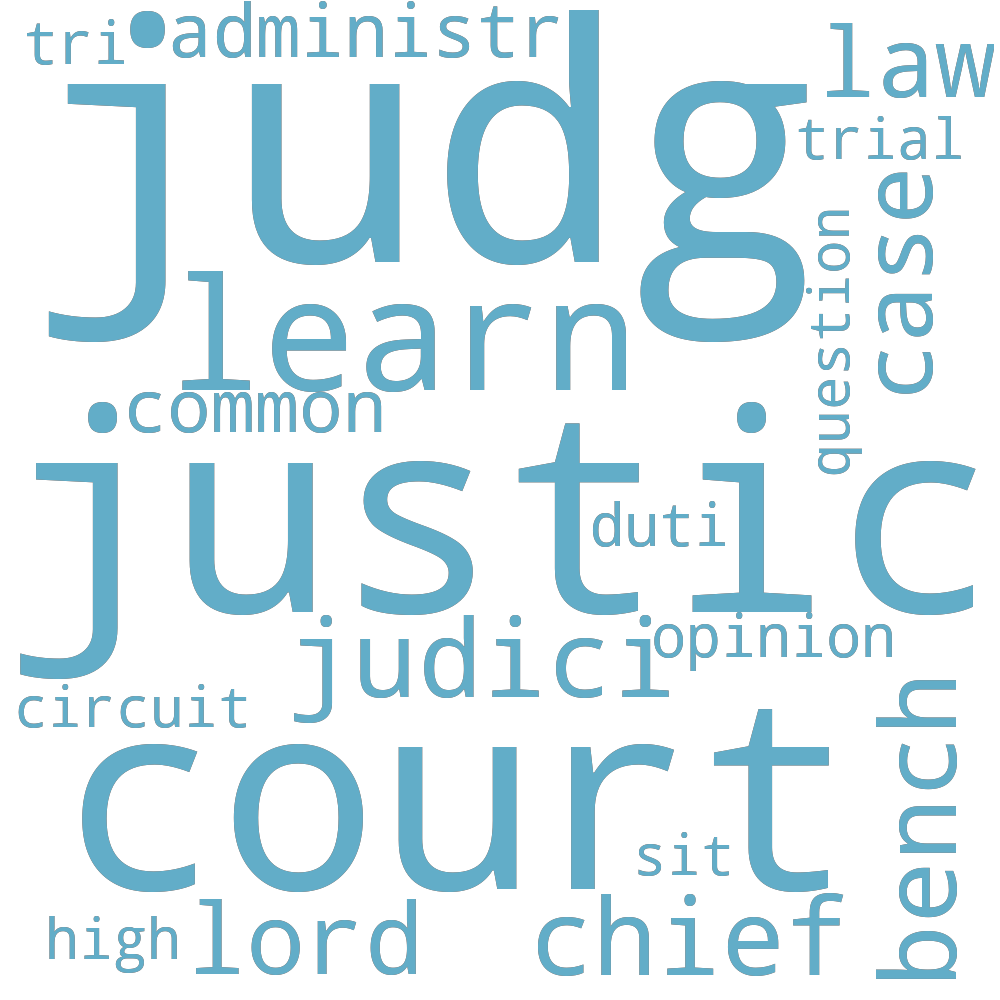 tri administr
judg
law
trial
case
question
learn
common
justic
duti
judici
opinion
circuit
court
bench
sit
high lord chief